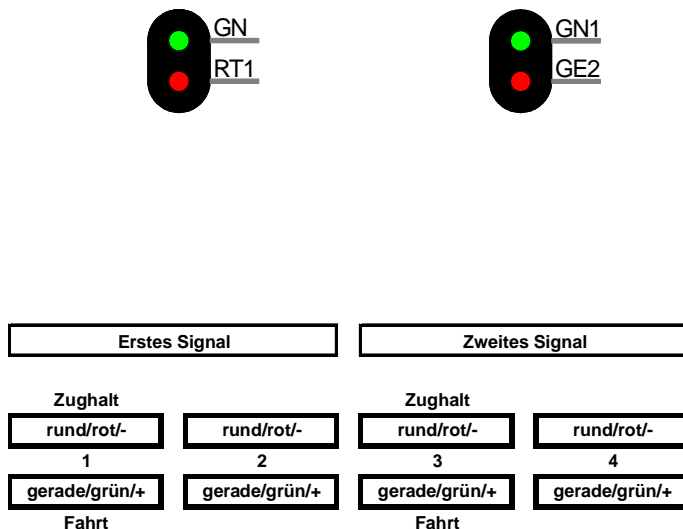 GN GN1
RT1 GE2
Erstes Signal Zweites Signal
Zughalt Zughalt
rund/rot/- rund/rot/- rund/rot/- rund/rot/-
1 2 3 4
gerade/grün/+ gerade/grün/+ gerade/grün/+ gerade/grün/+
Fahrt Fahrt